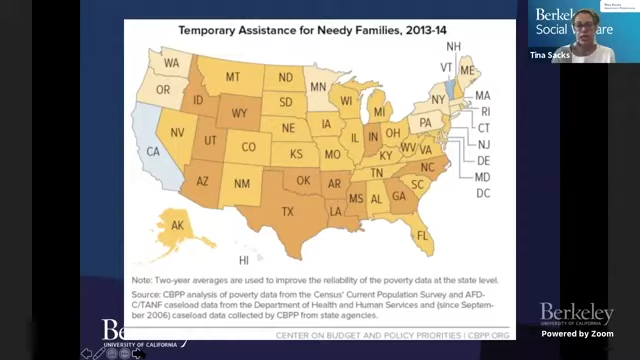 Temporary Assistance for Needy Families, 2013-14
Berkeley
Social Welfare
Tina Sacks
NH
VT
WA
MT
ND
MN
ME
OR
ID
SD
WI
MI
NY
MA
WY
RI
NV
NE
IA
PA
CT
UT
CO
IL
IN
OH
NJ
CA
KS
MO
WV
VA
DE
KY
MD
AZ
NM
OK
AR
TN
NC
DC
SC
MS
AL
GA
TX
LA
AK
FL
HI
Note: Two-year averages are used to improve the reliability of the poverty data at the state level.
Source: CBPP analysis of poverty data from the Census' Current Population Survey and AFD-
C/TANF caseload data from the Department of Health and Human Services and (since Septem-
ber 2006) caseload data collected by CBPP from state agencies.
CENTER ON BUDGET AND POLICY PRIORITIES | CBPP.ORG
Berkeley
UNIVERSITY OF CALIFORNIA
Berkeley
UNIVERSITY OF CALIFORNIA
Powered by Zoom